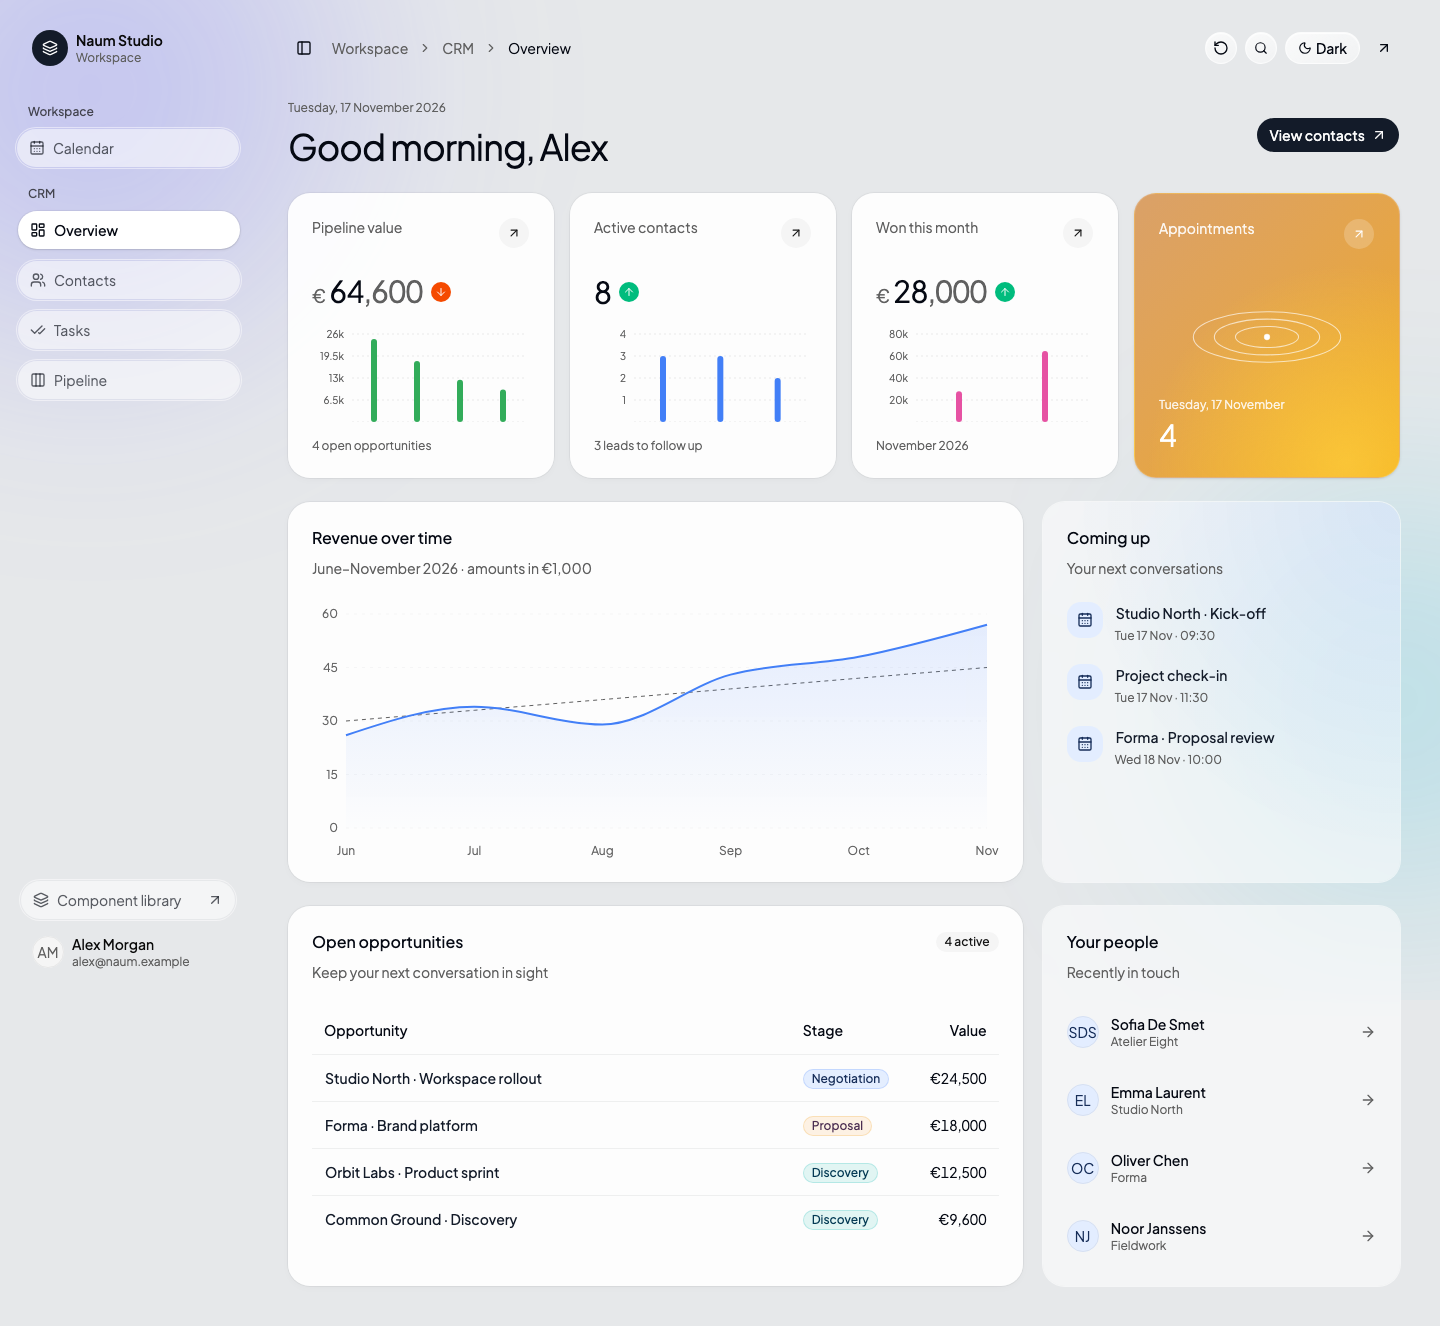 Naum Studio
Workspace
Workspace
Calendar
CRM
Overview
Contacts
Tasks
Pipeline
Component library
AM
Alex Morgan
alex@naum.example
Workspace > CRM > Overview
Dark
Tuesday, 17 November 2026
Good morning, Alex
View contacts
Pipeline value
€ 64,600
26k
19.5k
13k
6.5k
4 open opportunities
Active contacts
8
4
3
2
1
3 leads to follow up
Won this month
€ 28,000
80k
60k
40k
20k
November 2026
Appointments
Tuesday, 17 November
4
Revenue over time
June–November 2026 · amounts in €1,000
60
45
30
15
0
Jun Jul Aug Sep Oct Nov
Coming up
Your next conversations
Studio North · Kick-off
Tue 17 Nov · 09:30
Project check-in
Tue 17 Nov · 11:30
Forma · Proposal review
Wed 18 Nov · 10:00
Open opportunities
4 active
Keep your next conversation in sight
Opportunity Stage Value
Studio North · Workspace rollout Negotiation €24,500
Forma · Brand platform Proposal €18,000
Orbit Labs · Product sprint Discovery €12,500
Common Ground · Discovery Discovery €9,600
Your people
Recently in touch
SDS
Sofia De Smet
Atelier Eight
EL
Emma Laurent
Studio North
OC
Oliver Chen
Forma
NJ
Noor Janssens
Fieldwork